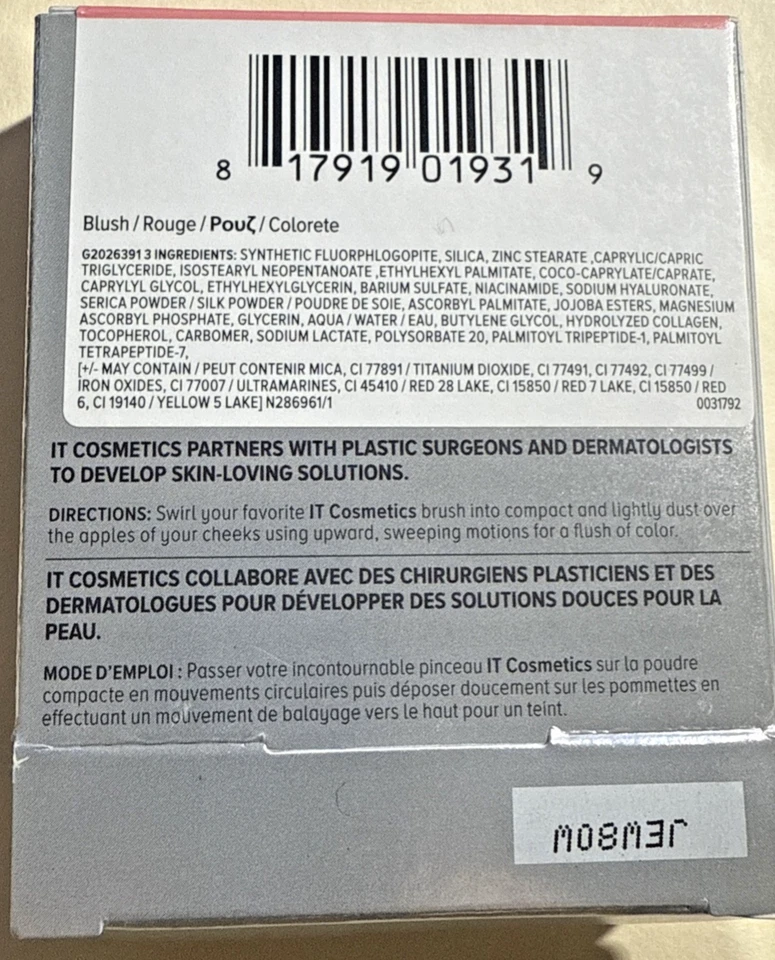 8 17919 01931 9
Blush / Rouge / Ρουζ / Colorete
G2026391 3 INGREDIENTS: SYNTHETIC FLUORPHLOGOPITE, SILICA, ZINC STEARATE ,CAPRYLIC/CAPRIC
TRIGLYCERIDE, ISOSTEARYL NEOPENTANOATE ,ETHYLHEXYL PALMITATE, COCO-CAPRYLATE/CAPRATE,
CAPRYLYL GLYCOL, ETHYLHEXYLGLYCERIN, BARIUM SULFATE, NIACINAMIDE, SODIUM HYALURONATE,
SERICA POWDER / SILK POWDER / POUDRE DE SOIE, ASCORBYL PALMITATE, JOJOBA ESTERS, MAGNESIUM
ASCORBYL PHOSPHATE, GLYCERIN, AQUA / WATER / EAU, BUTYLENE GLYCOL, HYDROLYZED COLLAGEN,
TOCOPHEROL, CARBOMER, SODIUM LACTATE, POLYSORBATE 20, PALMITOYL TRIPEPTIDE-1, PALMITOYL
TETRAPEPTIDE-7,
[+/- MAY CONTAIN / PEUT CONTENIR MICA, CI 77891 / TITANIUM DIOXIDE, CI 77491, CI 77492, CI 77499 /
IRON OXIDES, CI 77007 / ULTRAMARINES, CI 45410 / RED 28 LAKE, CI 15850 / RED 7 LAKE, CI 15850 / RED
6, CI 19140 / YELLOW 5 LAKE] N286961/1 0031792
IT COSMETICS PARTNERS WITH PLASTIC SURGEONS AND DERMATOLOGISTS
TO DEVELOP SKIN-LOVING SOLUTIONS.
DIRECTIONS: Swirl your favorite IT Cosmetics brush into compact and lightly dust over
the apples of your cheeks using upward, sweeping motions for a flush of color.
IT COSMETICS COLLABORE AVEC DES CHIRURGIENS PLASTICIENS ET DES
DERMATOLOGUES POUR DÉVELOPPER DES SOLUTIONS DOUCES POUR LA
PEAU.
MODE D'EMPLOI : Passer votre incontournable pinceau IT Cosmetics sur la poudre
compacte en mouvements circulaires puis déposer doucement sur les pommettes en
effectuant un mouvement de balayage vers le haut pour un teint.